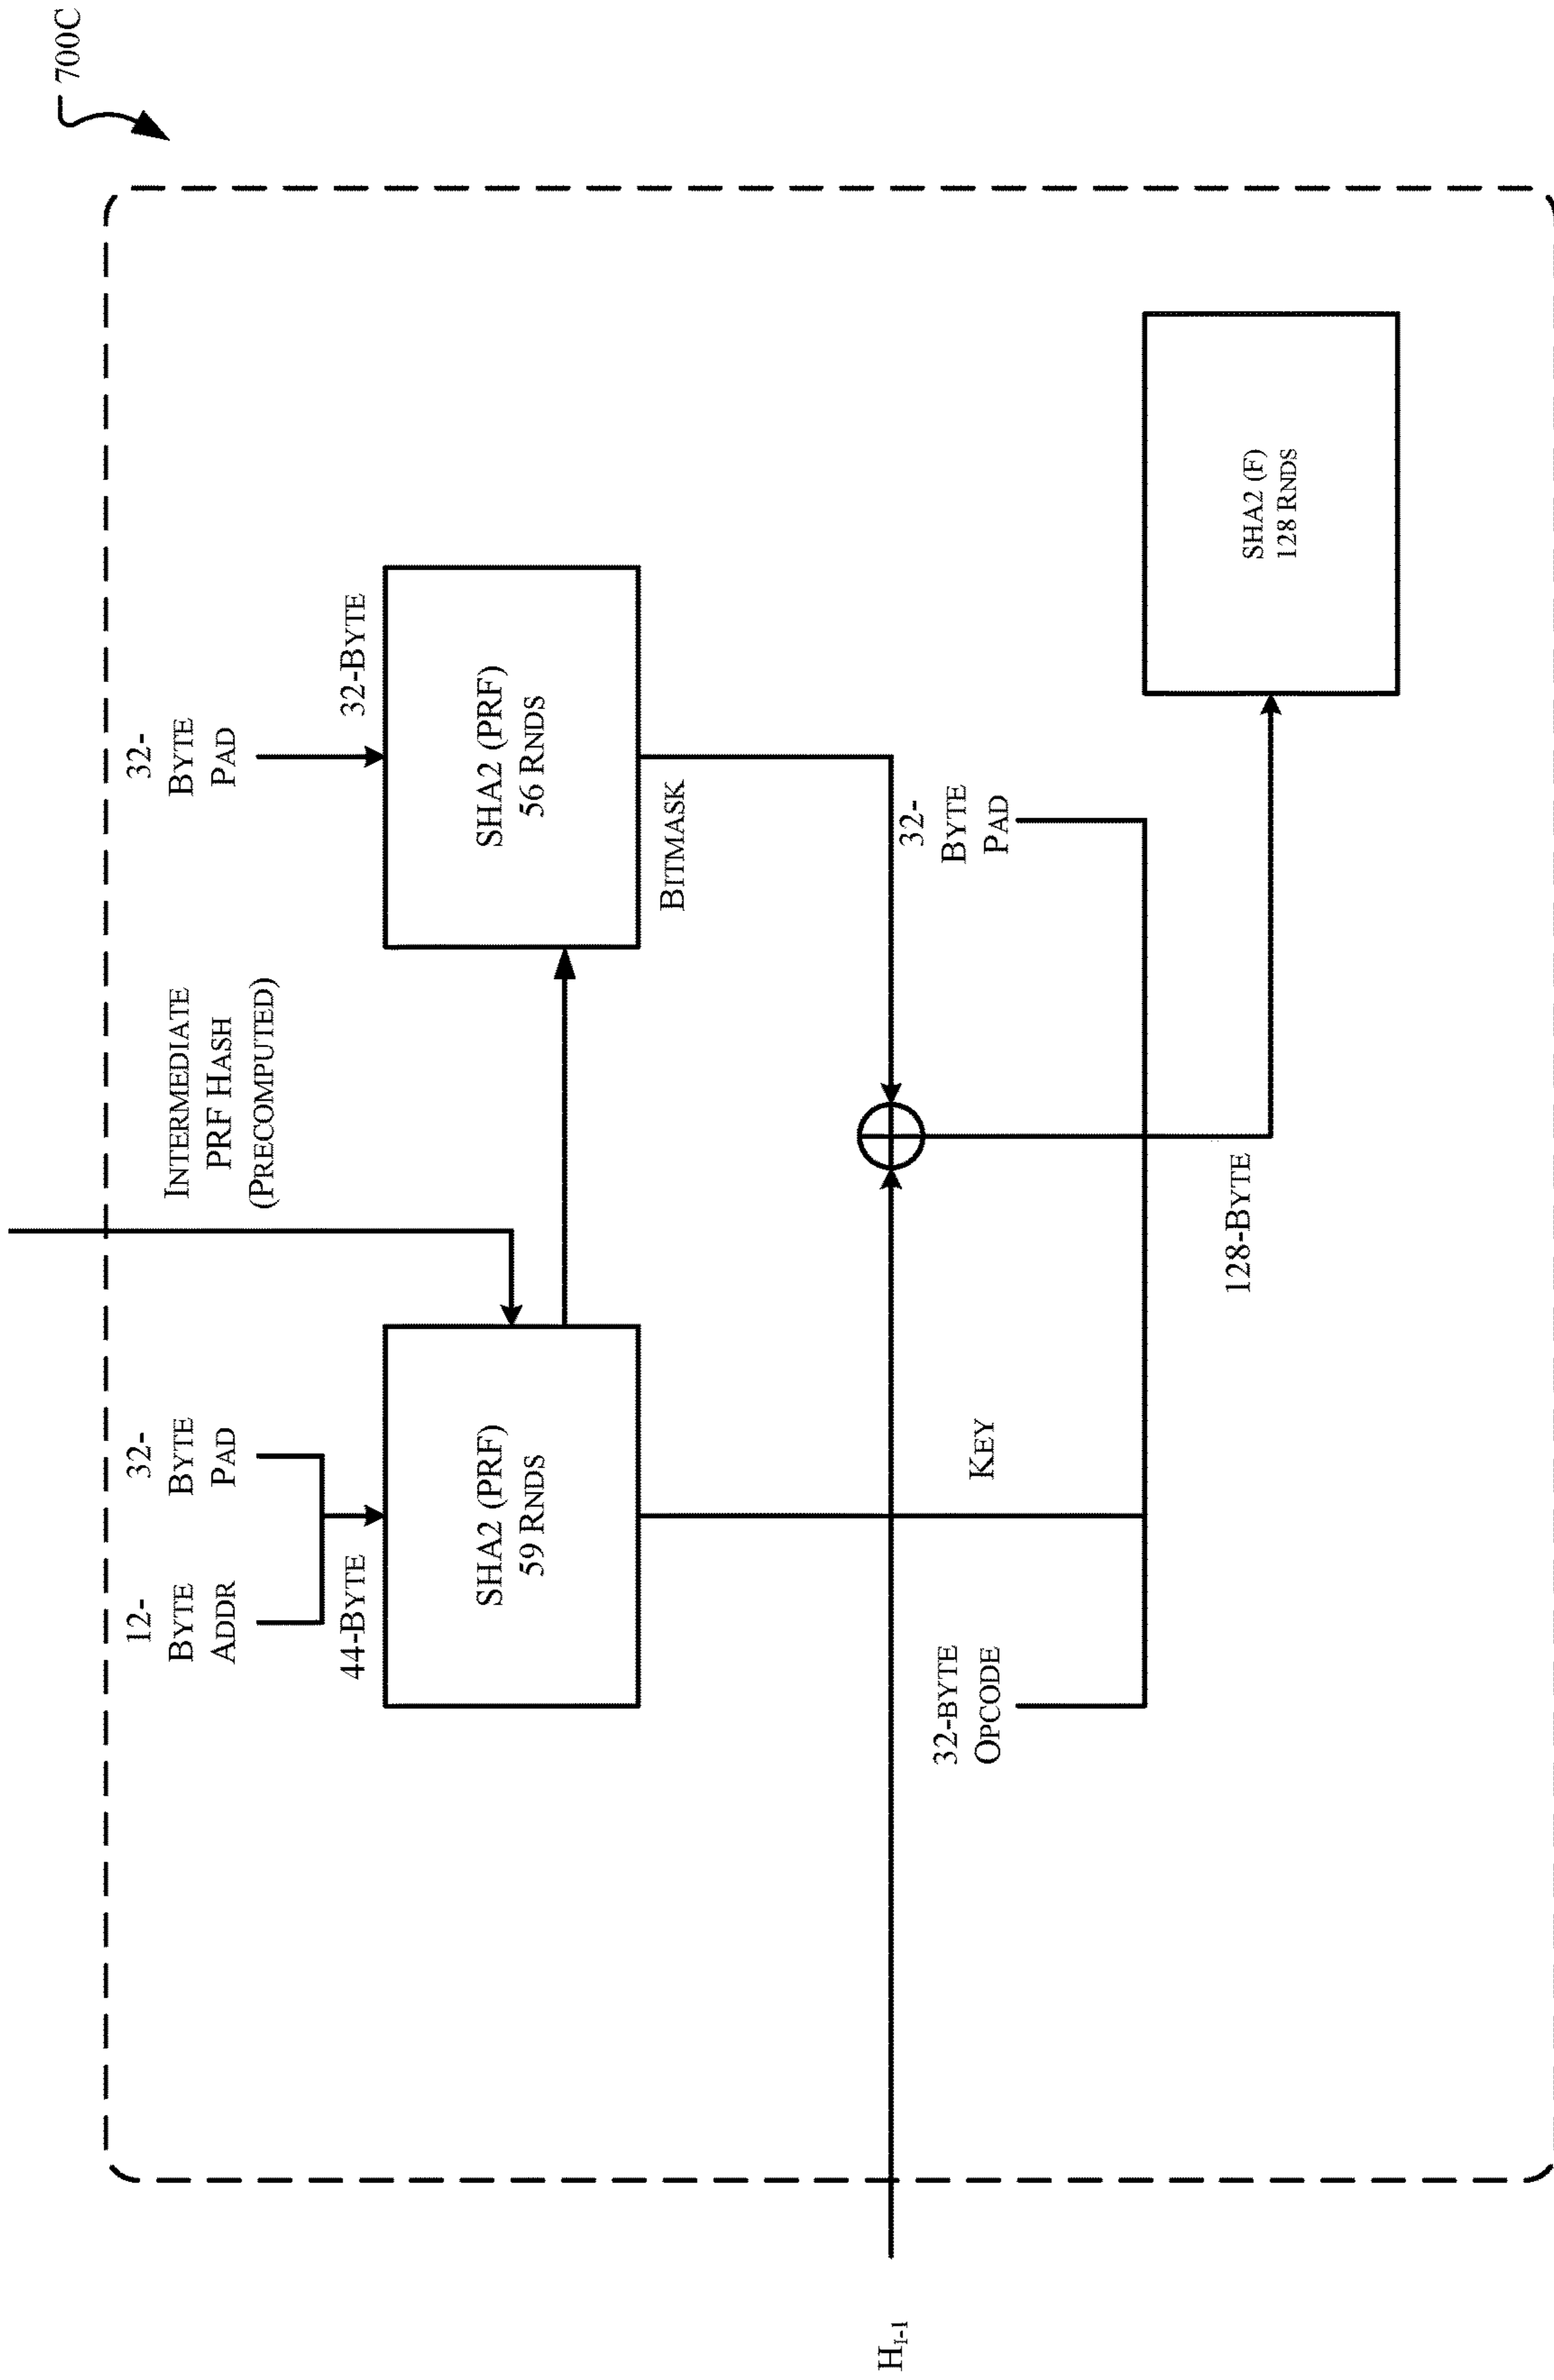 700C
INTERMEDIATE
PRF HASH
(PRECOMPUTED)
12-
BYTE
ADDR
32-
BYTE
PAD
44-BYTE
SHA2 (PRF)
59 RNDS
32-
BYTE
PAD
32-BYTE
SHA2 (PRF)
56 RNDS
BITMASK
H_{I-1}
32-BYTE
OPCODE
KEY
32-
BYTE
PAD
128-BYTE
SHA2 (F)
128 RNDS